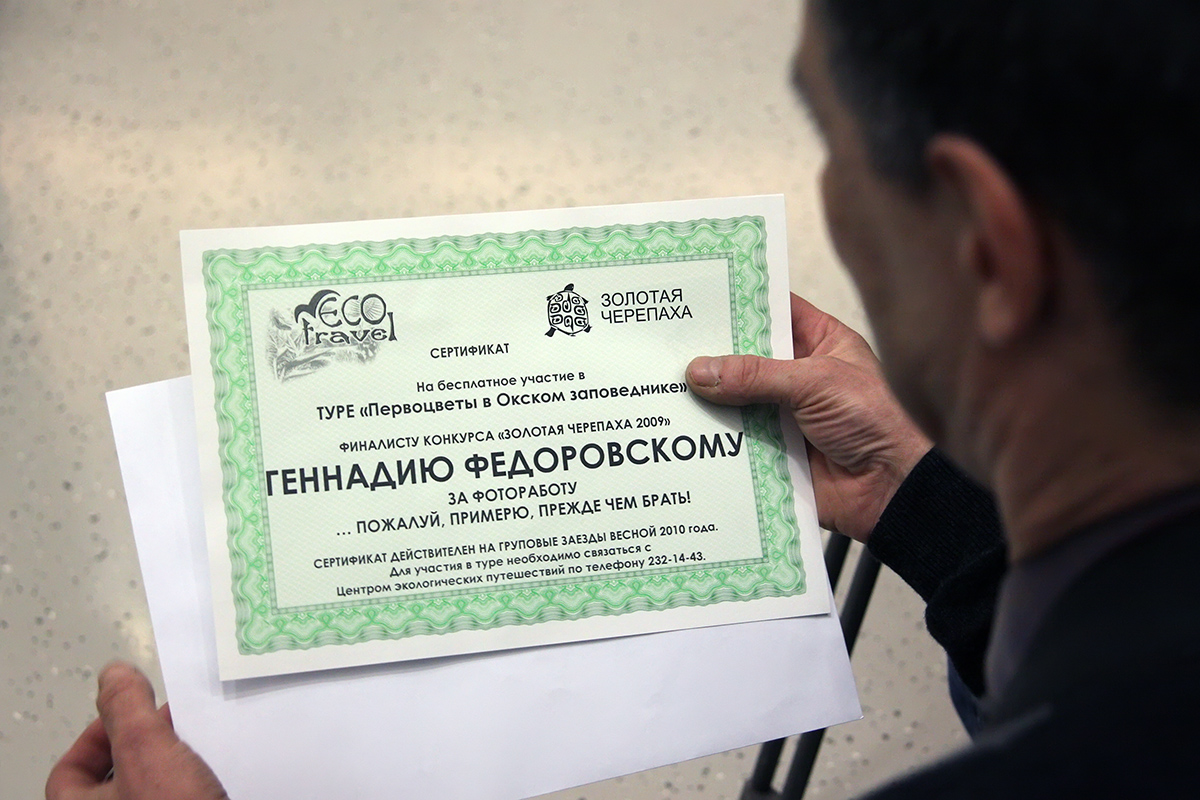 ECO
travel
ЗОЛОТАЯ
ЧЕРЕПАХА
СЕРТИФИКАТ
На бесплатное участие в
ТУРЕ «Первоцветы в Окском заповеднике»
ФИНАЛИСТУ КОНКУРСА «ЗОЛОТАЯ ЧЕРЕПАХА 2009»
ГЕННАДИЮ ФЕДОРОВСКОМУ
ЗА ФОТОРАБОТУ
... ПОЖАЛУЙ, ПРИМЕРЮ, ПРЕЖДЕ ЧЕМ БРАТЬ!
СЕРТИФИКАТ ДЕЙСТВИТЕЛЕН НА ГРУПОВЫЕ ЗАЕЗДЫ ВЕСНОЙ 2010 года.
Для участия в туре необходимо связаться с
Центром экологических путешествий по телефону 232-14-43.